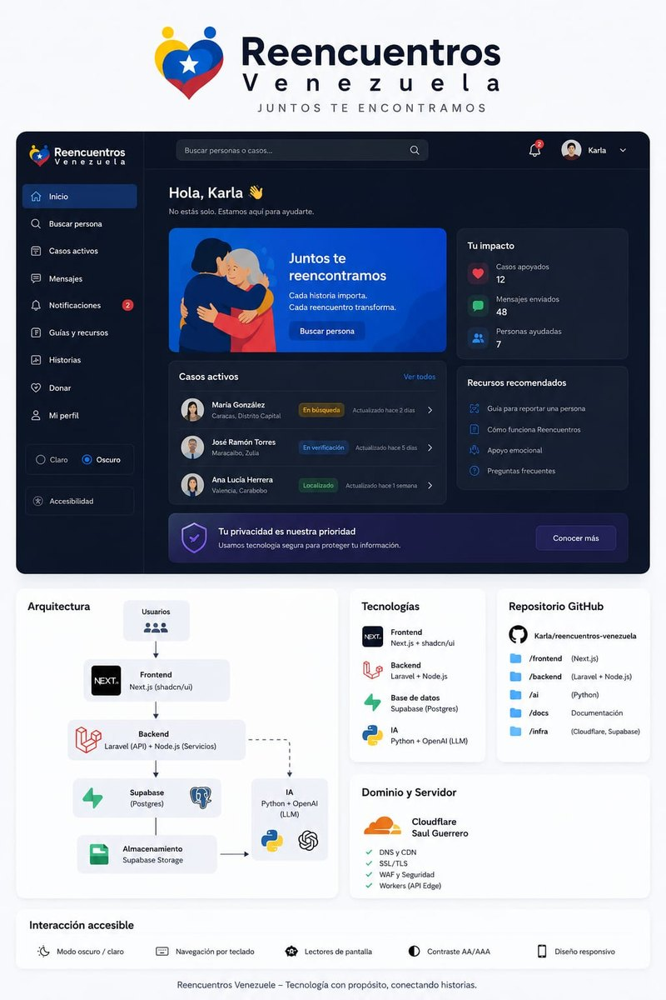 Reencuentros
Venezuela
JUNTOS TE ENCONTRAMOS
Reencuentros
Venezuela
Buscar personas o casos...
2
Karla
Inicio
Buscar persona
Casos activos
Mensajes
Notificaciones
2
Guías y recursos
Historias
Donar
Mi perfil
Claro
Oscuro
Accesibilidad
Hola, Karla 👋
No estás solo. Estamos aquí para ayudarte.
Juntos te
reencontramos
Cada historia importa.
Cada reencuentro transforma.
Buscar persona
Tu impacto
Casos apoyados
12
Mensajes enviados
48
Personas ayudadas
7
Casos activos
Ver todos
María González
Caracas, Distrito Capital
En búsqueda
Actualizado hace 2 días
José Ramón Torres
Maracaibo, Zulia
En verificación
Actualizado hace 5 días
Ana Lucía Herrera
Valencia, Carabobo
Localizado
Actualizado hace 1 semana
Recursos recomendados
Guía para reportar una persona
Cómo funciona Reencuentros
Apoyo emocional
Preguntas frecuentes
Tu privacidad es nuestra prioridad
Usamos tecnología segura para proteger tu información.
Conocer más
Arquitectura
Usuarios
NEXT.
Frontend
Next.js (shadcn/ui)
Backend
Laravel (API) + Node.js (Servicios)
Supabase
(Postgres)
Almacenamiento
Supabase Storage
IA
Python + OpenAI
(LLM)
Tecnologías
NEXT.
Frontend
Next.js + shadcn/ui
Backend
Laravel + Node.js
Base de datos
Supabase (Postgres)
IA
Python + OpenAI (LLM)
Repositorio GitHub
Karla/reencuentros-venezuela
/frontend (Next.js)
/backend (Laravel + Node.js)
/ai (Python)
/docs Documentación
/infra (Cloudflare, Supabase)
Dominio y Servidor
Cloudflare
Saul Guerrero
DNS y CDN
SSL/TLS
WAF y Seguridad
Workers (API Edge)
Interacción accesible
Modo oscuro / claro
Navegación por teclado
Lectores de pantalla
Contraste AA/AAA
Diseño responsivo
Reencuentros Venezuele – Tecnología con propósito, conectando historias.